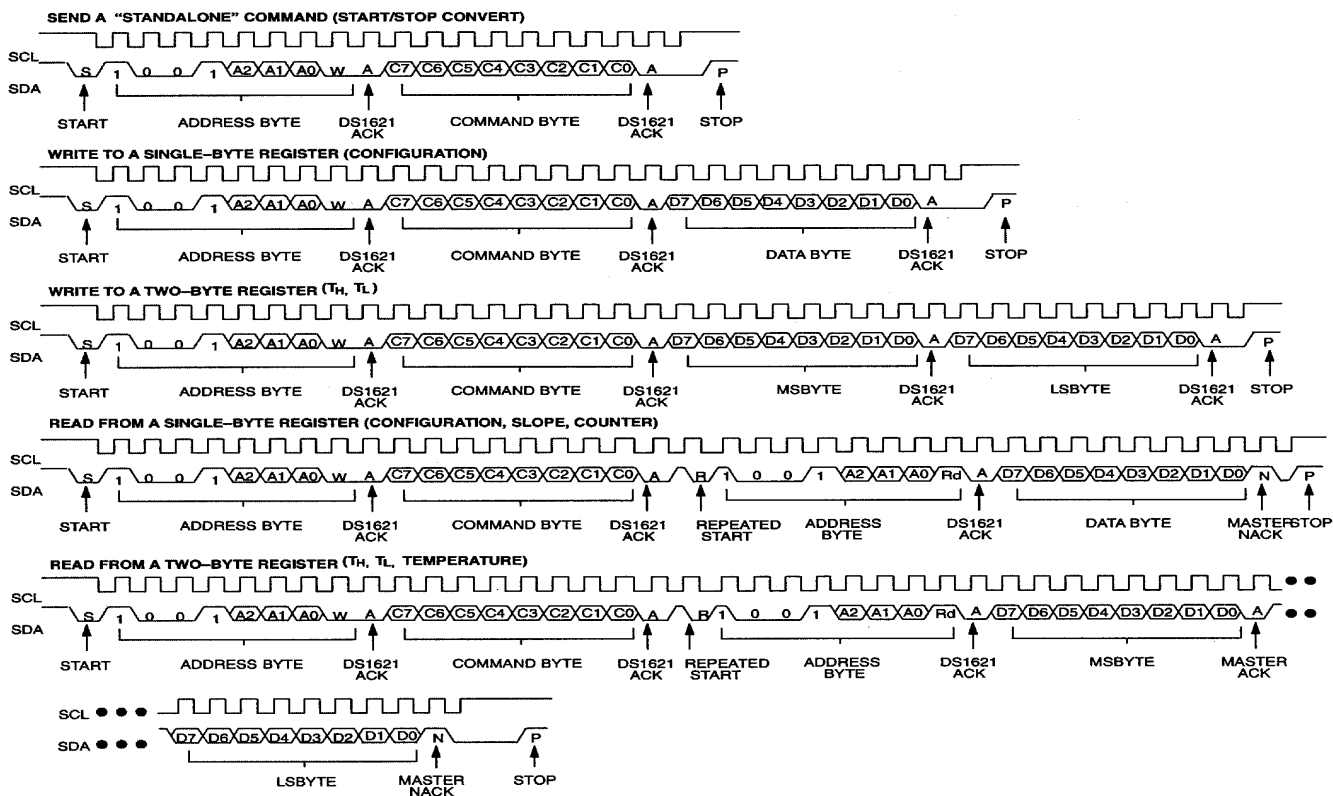 SEND A “STANDALONE” COMMAND (START/STOP CONVERT)
SCL
SDA
S 1 0 0 1 A2 A1 A0 W A C7 C6 C5 C4 C3 C2 C1 C0 A P
START ADDRESS BYTE DS1621 ACK COMMAND BYTE DS1621 ACK STOP
WRITE TO A SINGLE–BYTE REGISTER (CONFIGURATION)
SCL
SDA
S 1 0 0 1 A2 A1 A0 W A C7 C6 C5 C4 C3 C2 C1 C0 A D7 D6 D5 D4 D3 D2 D1 D0 A P
START ADDRESS BYTE DS1621 ACK COMMAND BYTE DS1621 ACK DATA BYTE DS1621 ACK STOP
WRITE TO A TWO–BYTE REGISTER (TH, TL)
SCL
SDA
S 1 0 0 1 A2 A1 A0 W A C7 C6 C5 C4 C3 C2 C1 C0 A D7 D6 D5 D4 D3 D2 D1 D0 A D7 D6 D5 D4 D3 D2 D1 D0 A P
START ADDRESS BYTE DS1621 ACK COMMAND BYTE DS1621 ACK MSBYTE DS1621 ACK LSBYTE DS1621 ACK STOP
READ FROM A SINGLE–BYTE REGISTER (CONFIGURATION, SLOPE, COUNTER)
SCL
SDA
S 1 0 0 1 A2 A1 A0 W A C7 C6 C5 C4 C3 C2 C1 C0 A R 1 0 0 1 A2 A1 A0 Rd A D7 D6 D5 D4 D3 D2 D1 D0 N P
START ADDRESS BYTE DS1621 ACK COMMAND BYTE DS1621 ACK REPEATED START ADDRESS BYTE DS1621 ACK DATA BYTE MASTER NACK STOP
READ FROM A TWO–BYTE REGISTER (TH, TL, TEMPERATURE)
SCL
SDA
S 1 0 0 1 A2 A1 A0 W A C7 C6 C5 C4 C3 C2 C1 C0 A R 1 0 0 1 A2 A1 A0 Rd A D7 D6 D5 D4 D3 D2 D1 D0 A
START ADDRESS BYTE DS1621 ACK COMMAND BYTE DS1621 ACK REPEATED START ADDRESS BYTE DS1621 ACK MSBYTE MASTER ACK
SCL
SDA
D7 D6 D5 D4 D3 D2 D1 D0 N P
LSBYTE MASTER NACK STOP